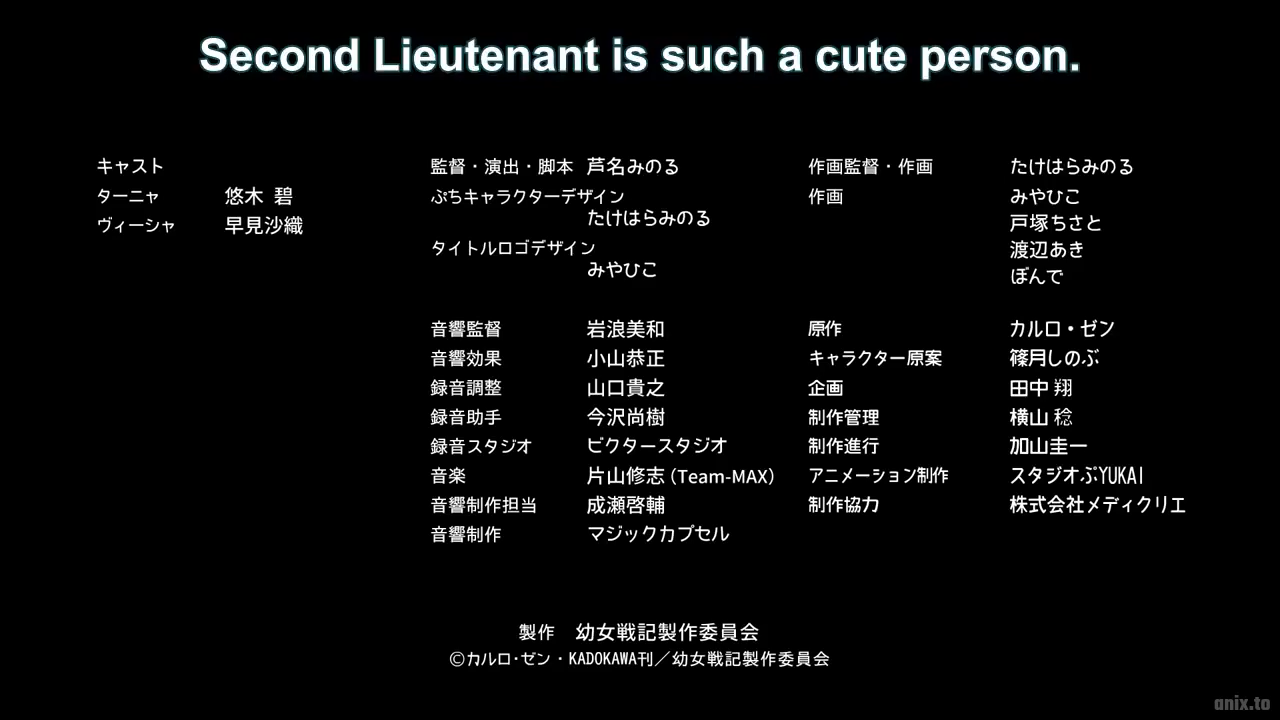 Second Lieutenant is such a cute person.
キャスト
ターニャ 悠木 碧
ヴィーシャ 早見沙織
監督・演出・脚本 芦名みのる
ぷちキャラクターデザイン
たけはらみのる
タイトルロゴデザイン
みやひこ
作画監督・作画 たけはらみのる
作画 みやひこ
戸塚ちさと
渡辺あき
ぼんで
音響監督 岩浪美和
音響効果 小山恭正
録音調整 山口貴之
録音助手 今沢尚樹
録音スタジオ ビクタースタジオ
音楽 片山修志 (Team-MAX)
音響制作担当 成瀬啓輔
音響制作 マジックカプセル
原作 カルロ・ゼン
キャラクター原案 篠月しのぶ
企画 田中 翔
制作管理 横山 稔
制作進行 加山圭一
アニメーション制作 スタジオぷYUKAI
制作協力 株式会社メディクリエ
製作 幼女戦記製作委員会
©カルロ・ゼン・KADOKAWA刊／幼女戦記製作委員会
anix.to